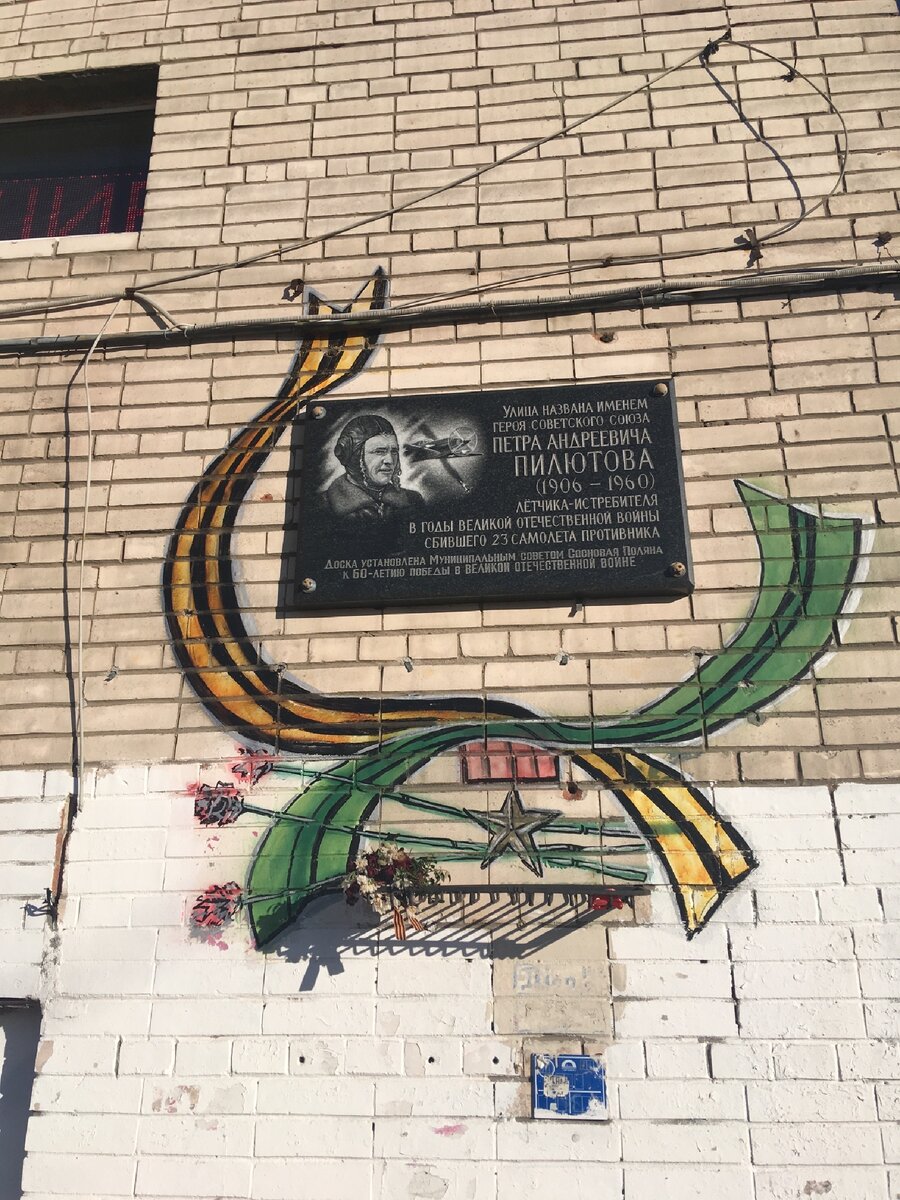 УЛИЦА НАЗВАНА ИМЕНЕМ
ГЕРОЯ СОВЕТСКОГО СОЮЗА
ПЕТРА АНДРЕЕВИЧА
ПИЛЮТОВА
(1906 – 1960)
ЛЁТЧИКА-ИСТРЕБИТЕЛЯ
В ГОДЫ ВЕЛИКОЙ ОТЕЧЕСТВЕННОЙ ВОЙНЫ
СБИВШЕГО 23 САМОЛЕТА ПРОТИВНИКА
ДОСКА УСТАНОВЛЕНА МУНИЦИПАЛЬНЫМ СОВЕТОМ СОСНОВАЯ ПОЛЯНА
К 60-ЛЕТИЮ ПОБЕДЫ В ВЕЛИКОЙ ОТЕЧЕСТВЕННОЙ ВОЙНЕ